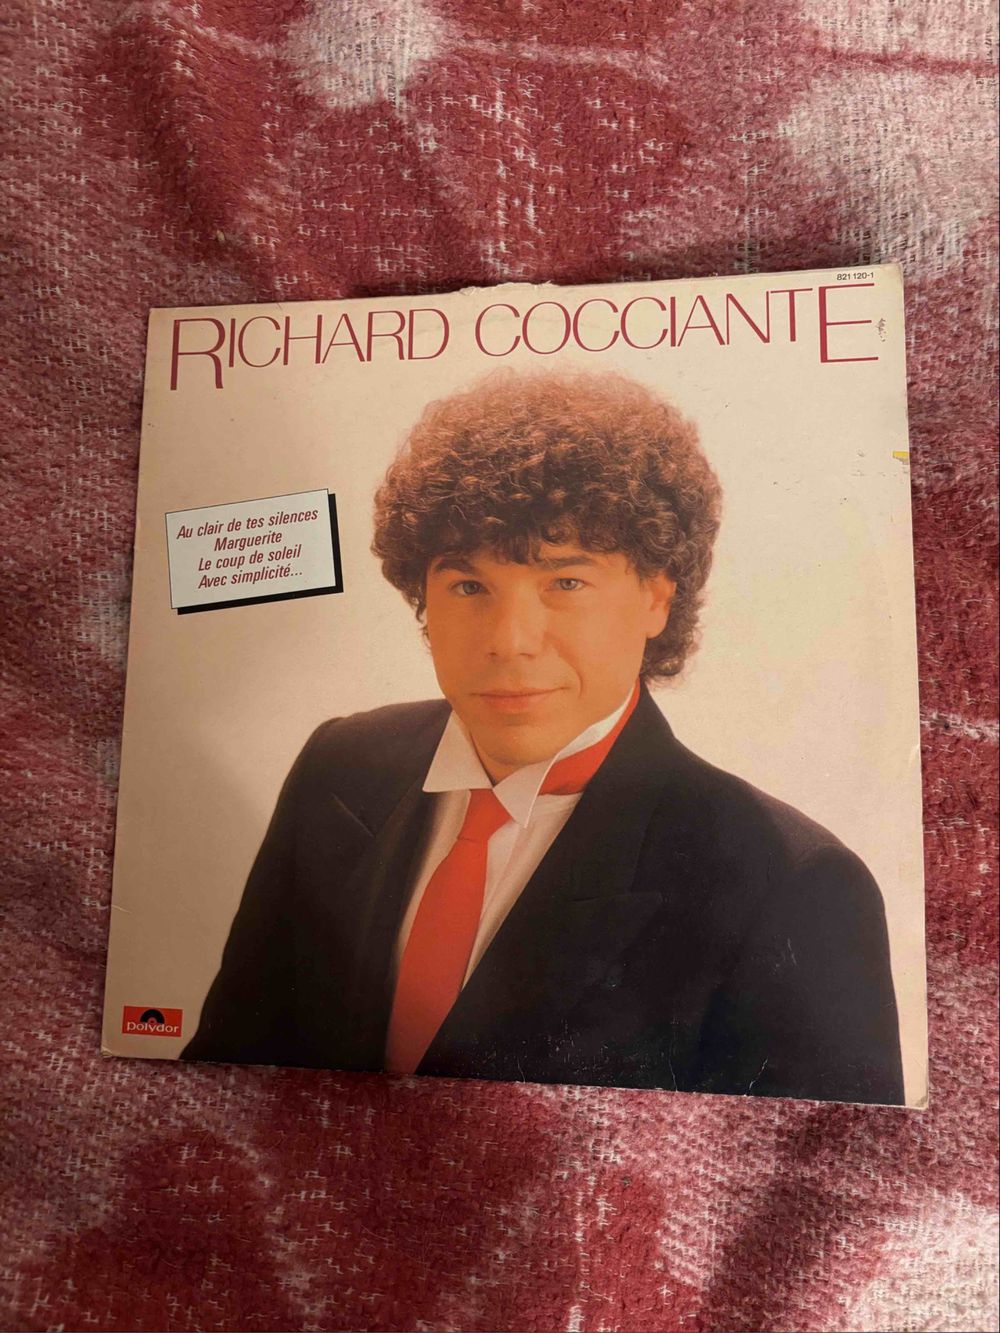 821 120-1
RICHARD COCCIANTE
Au clair de tes silences
Marguerite
Le coup de soleil
Avec simplicité...
polydor